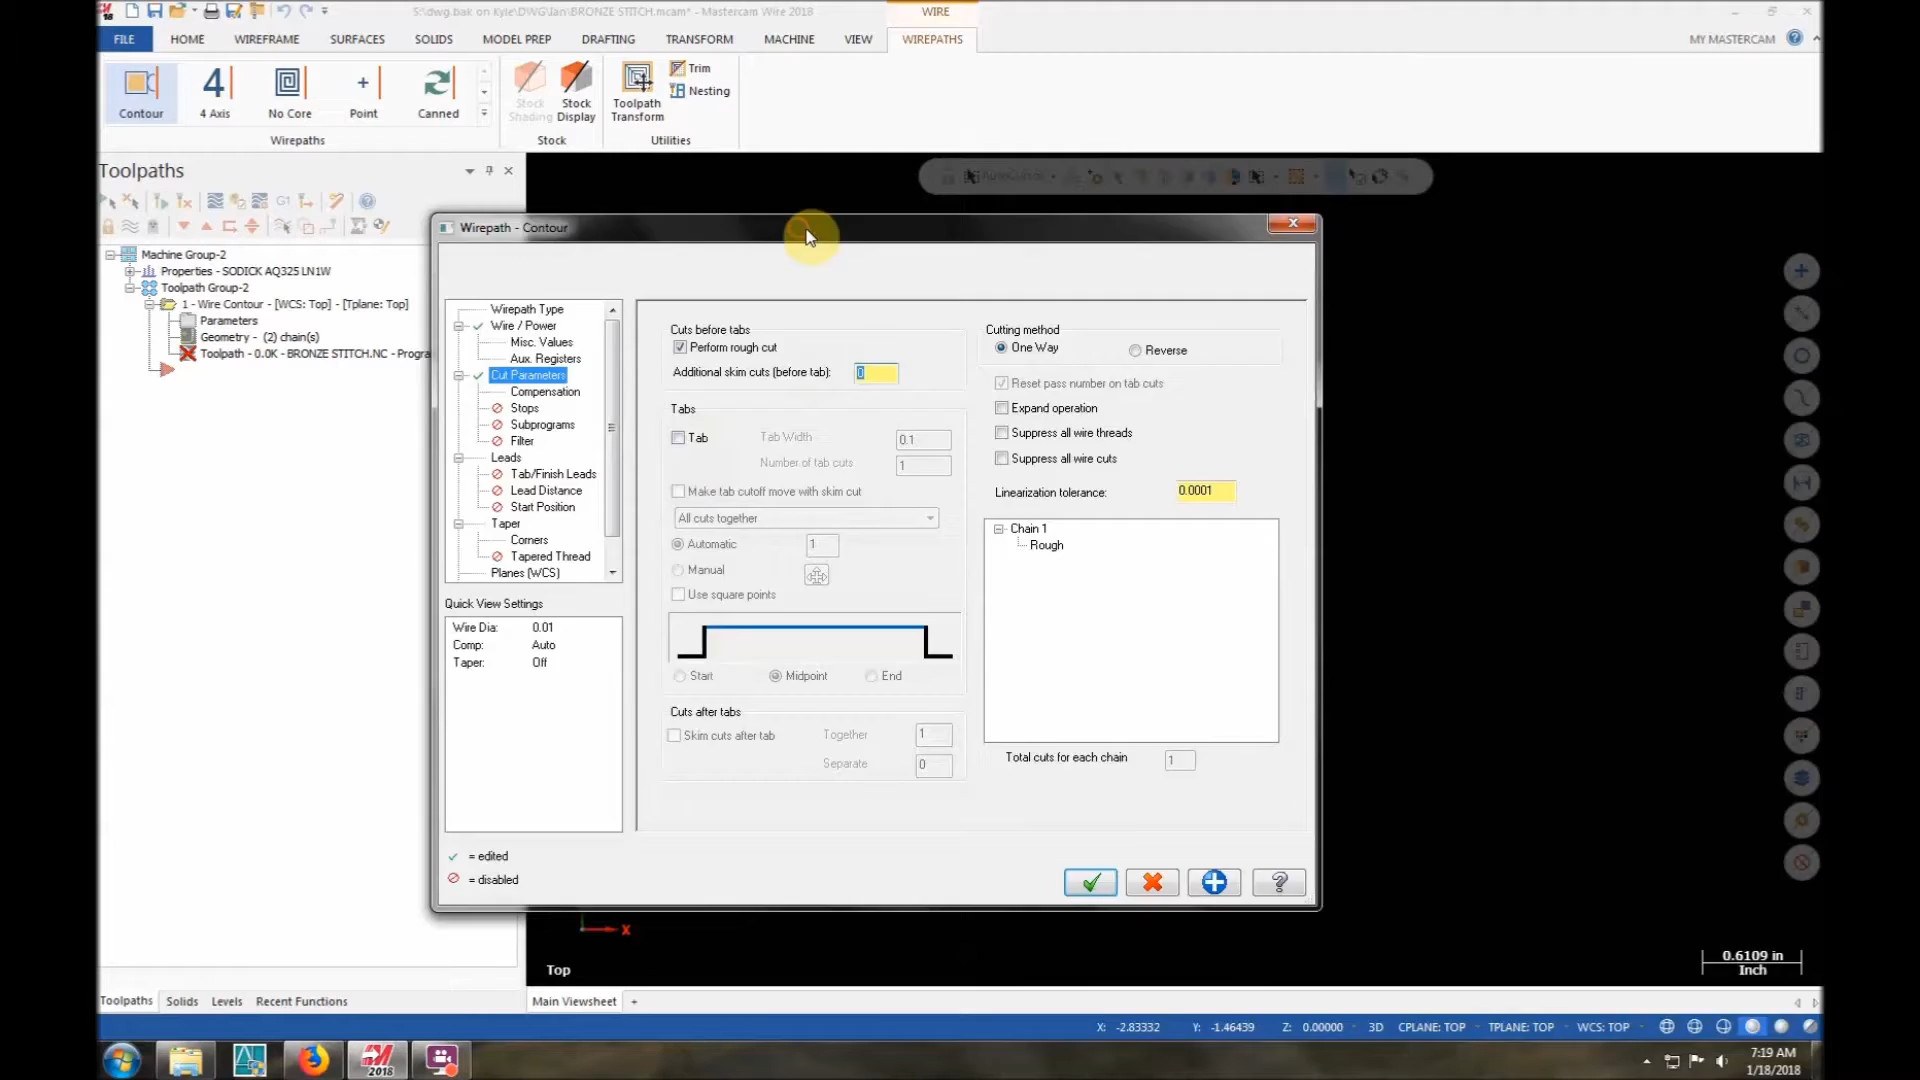 S:\dwg.bak on Kyle\DWG\Jan\BRONZE STITCH.mcam* - Mastercam Wire 2018
WIRE
FILE HOME WIREFRAME SURFACES SOLIDS MODEL PREP DRAFTING TRANSFORM MACHINE VIEW WIREPATHS MY MASTERCAM
Contour 4 Axis No Core Point Canned
Stock Shading Stock Display Toolpath Transform Trim Nesting
Wirepaths Stock Utilities
Toolpaths
AutoCursor
G1
Machine Group-2
Properties - SODICK AQ325 LN1W
Toolpath Group-2
1 - Wire Contour - [WCS: Top] - [Tplane: Top]
Parameters
Geometry - (2) chain(s)
Toolpath - 0.0K - BRONZE STITCH.NC - Progra
Wirepath - Contour
Wirepath Type
Wire / Power
Misc. Values
Aux. Registers
Cut Parameters
Compensation
Stops
Subprograms
Filter
Leads
Tab/Finish Leads
Lead Distance
Start Position
Taper
Corners
Tapered Thread
Planes (WCS)
Quick View Settings
Wire Dia: 0.01
Comp: Auto
Taper: Off
= edited
= disabled
Cuts before tabs
Perform rough cut
Additional skim cuts (before tab): 0
Tabs
Tab Tab Width 0.1
Number of tab cuts 1
Make tab cutoff move with skim cut
All cuts together
Automatic 1
Manual
Use square points
Start Midpoint End
Cuts after tabs
Skim cuts after tab Together 1
Separate 0
Cutting method
One Way Reverse
Reset pass number on tab cuts
Expand operation
Suppress all wire threads
Suppress all wire cuts
Linearization tolerance: 0.0001
Chain 1
Rough
Total cuts for each chain 1
X
Top
0.6109 in
Inch
Toolpaths Solids Levels Recent Functions
Main Viewsheet +
X: -2.83332 Y: -1.46439 Z: 0.00000 3D CPLANE: TOP TPLANE: TOP WCS: TOP
2018
7:19 AM
1/18/2018